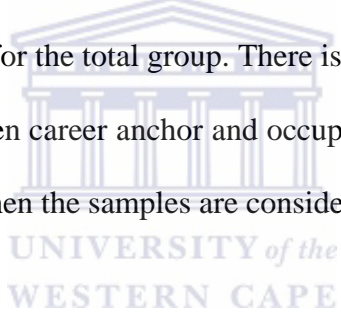 for the total group. There is
en career anchor and occup
hen the samples are conside
UNIVERSITY of the
WESTERN CAPE